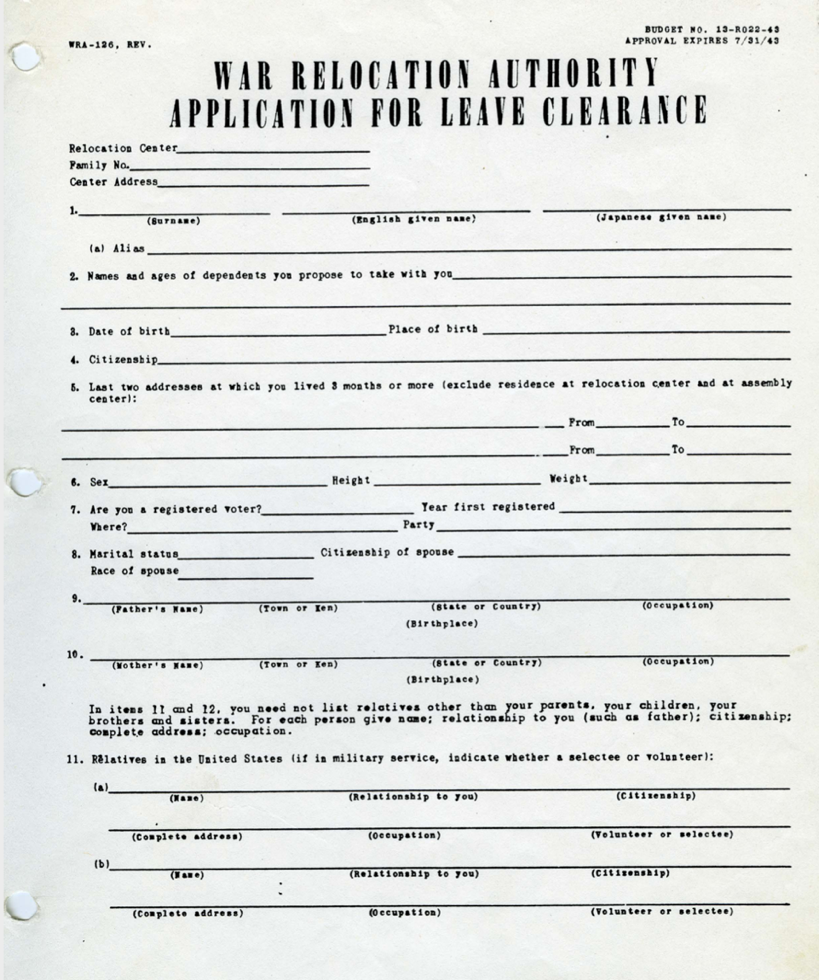 BUDGET NO. 13-R022-43
WRA-126, REV.
APPROVAL EXPIRES 7/31/43
WAR RELOCATION AUTHORITY
APPLICATION FOR LEAVE CLEARANCE
Relocation Center
Family No.
Center Address
1.
(Surname) (English given name) (Japanese given name)
(a) Alias
2. Names and ages of dependents you propose to take with you
3. Date of birth Place of birth
4. Citizenship
5. Last two addresses at which you lived 3 months or more (exclude residence at relocation center and at assembly
center):
From To
From To
6. Sex Height Weight
7. Are you a registered voter? Year first registered
Where? Party
8. Marital status Citizenship of spouse
Race of spouse
9.
(Father's Name) (Town or Ken) (State or Country) (Occupation)
(Birthplace)
10.
(Mother's Name) (Town or Ken) (State or Country) (Occupation)
(Birthplace)
In items 11 and 12, you need not list relatives other than your parents, your children, your
brothers and sisters. For each person give name; relationship to you (such as father); citizenship;
complete address; occupation.
11. Relatives in the United States (if in military service, indicate whether a selectee or volunteer):
(a)
(Name) (Relationship to you) (Citizenship)
(Complete address) (Occupation) (Volunteer or selectee)
(b)
(Name) (Relationship to you) (Citizenship)
(Complete address) (Occupation) (Volunteer or selectee)